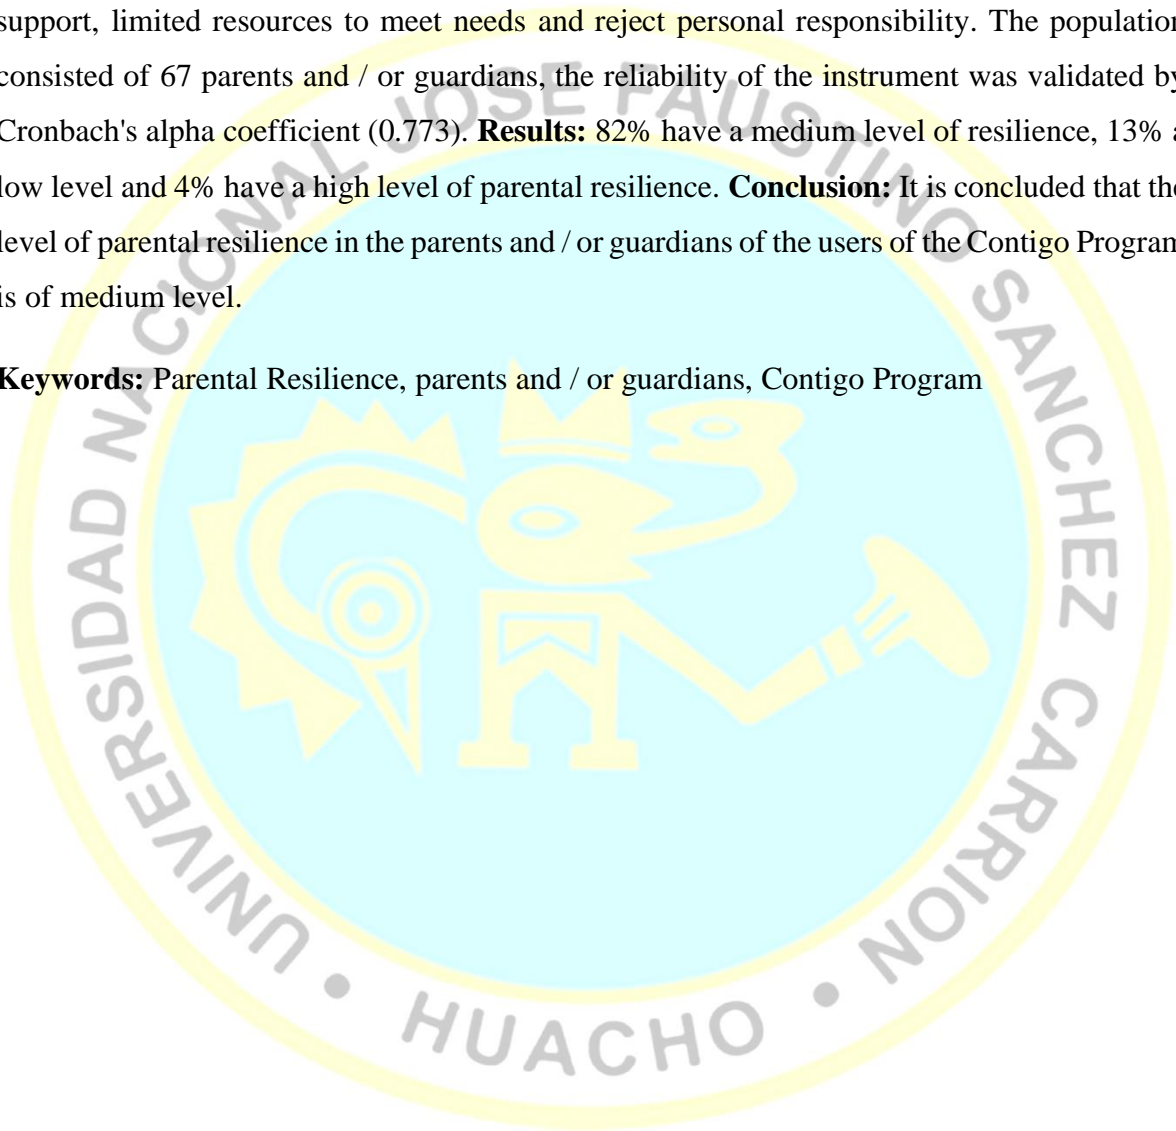 support, limited resources to meet needs and reject personal responsibility. The population
consisted of 67 parents and / or guardians, the reliability of the instrument was validated by
Cronbach's alpha coefficient (0.773). Results: 82% have a medium level of resilience, 13% a
low level and 4% have a high level of parental resilience. Conclusion: It is concluded that the
level of parental resilience in the parents and / or guardians of the users of the Contigo Program
is of medium level.
Keywords: Parental Resilience, parents and / or guardians, Contigo Program
UNIVERSIDAD NACIONAL JOSE FAUSTINO SANCHEZ CARRION • HUACHO •